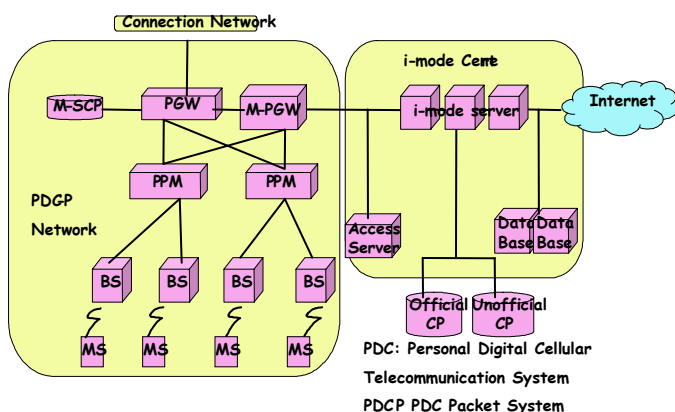 Connection Network
i-mode Cente
M-SCP
PGW
M-PGW
i-mode server
Internet
PPM
PPM
PDGP
Network
Access
Server
Data
Base
Data
Base
BS
BS
BS
BS
Official
CP
Unofficial
CP
MS
MS
MS
MS
PDC: Personal Digital Cellular
Telecommunication System
PDCP PDC Packet System